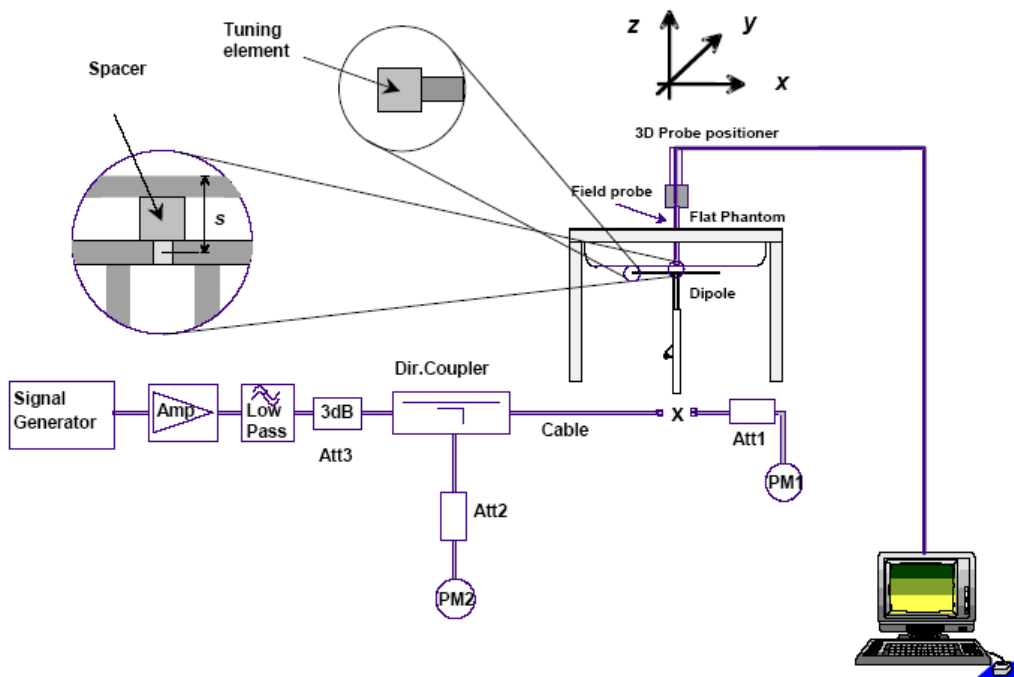 Tuning
element
z
y
x
Spacer
s
3D Probe positioner
Field probe
Flat Phantom
Dipole
Dir.Coupler
Signal
Generator
Amp
Low
Pass
3dB
Att3
Cable
x
Att1
PM1
Att2
PM2